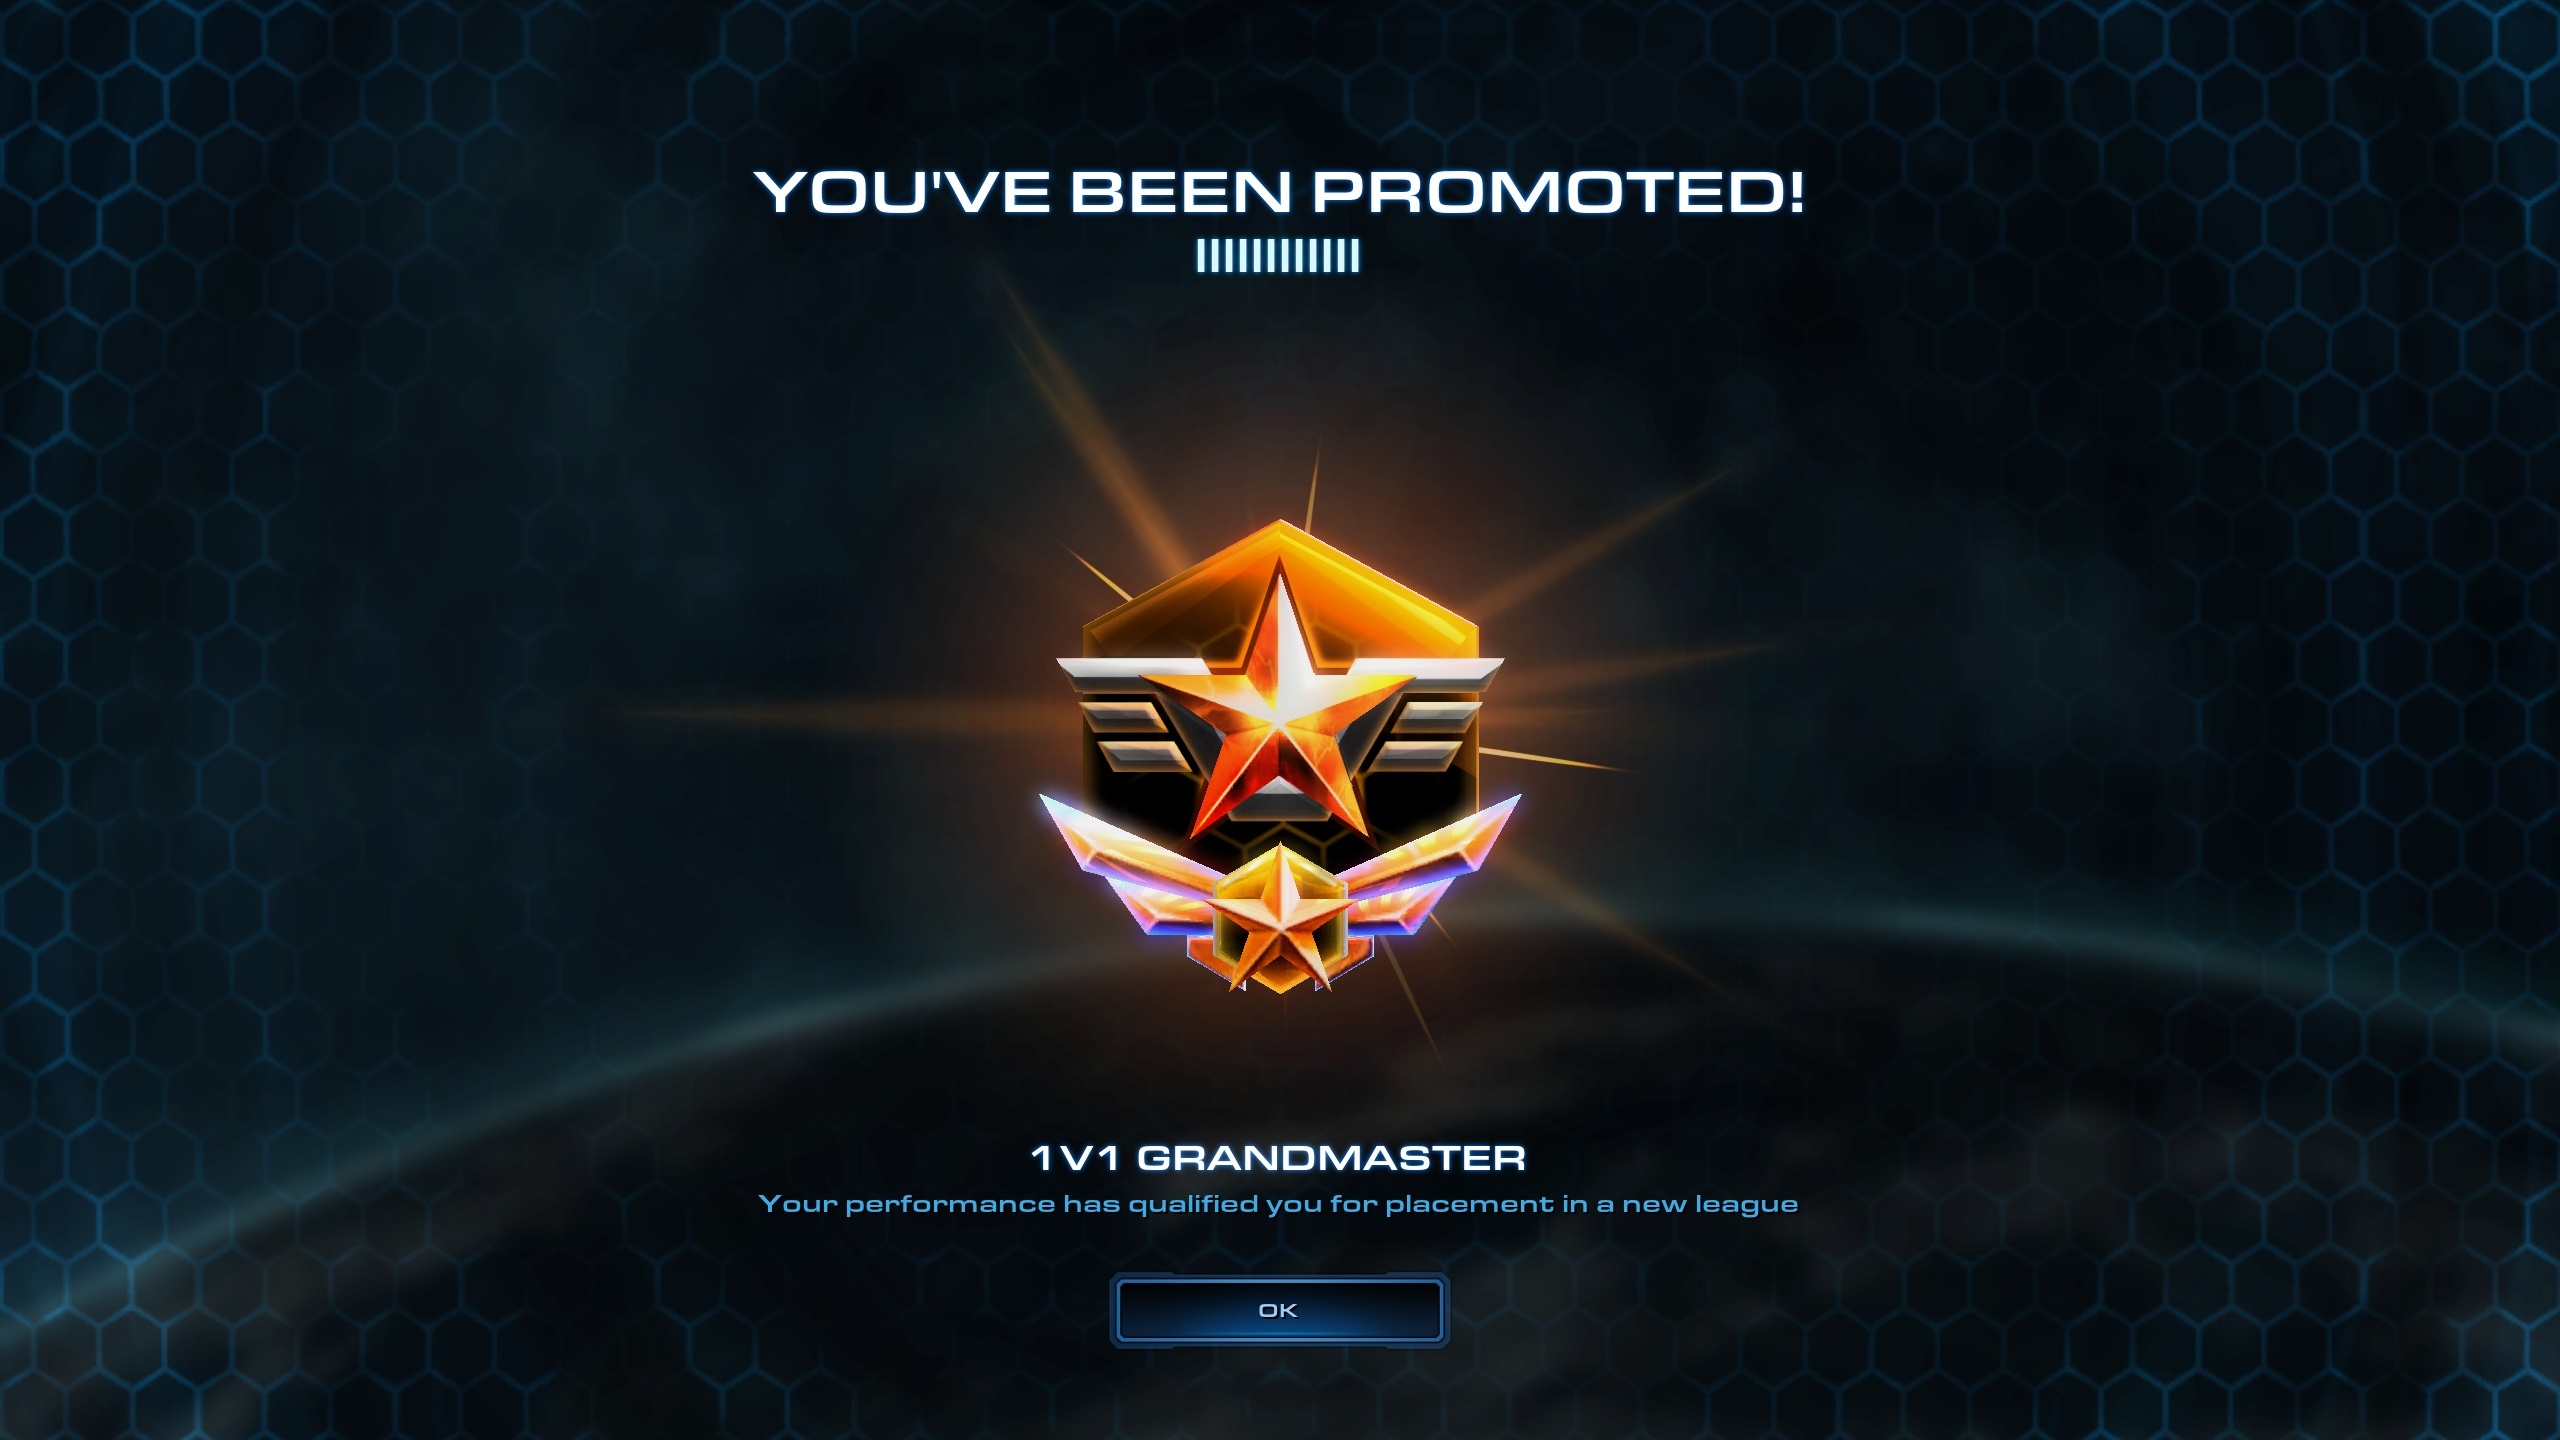 YOU'VE BEEN PROMOTED!
1V1 GRANDMASTER
Your performance has qualified you for placement in a new league
OK